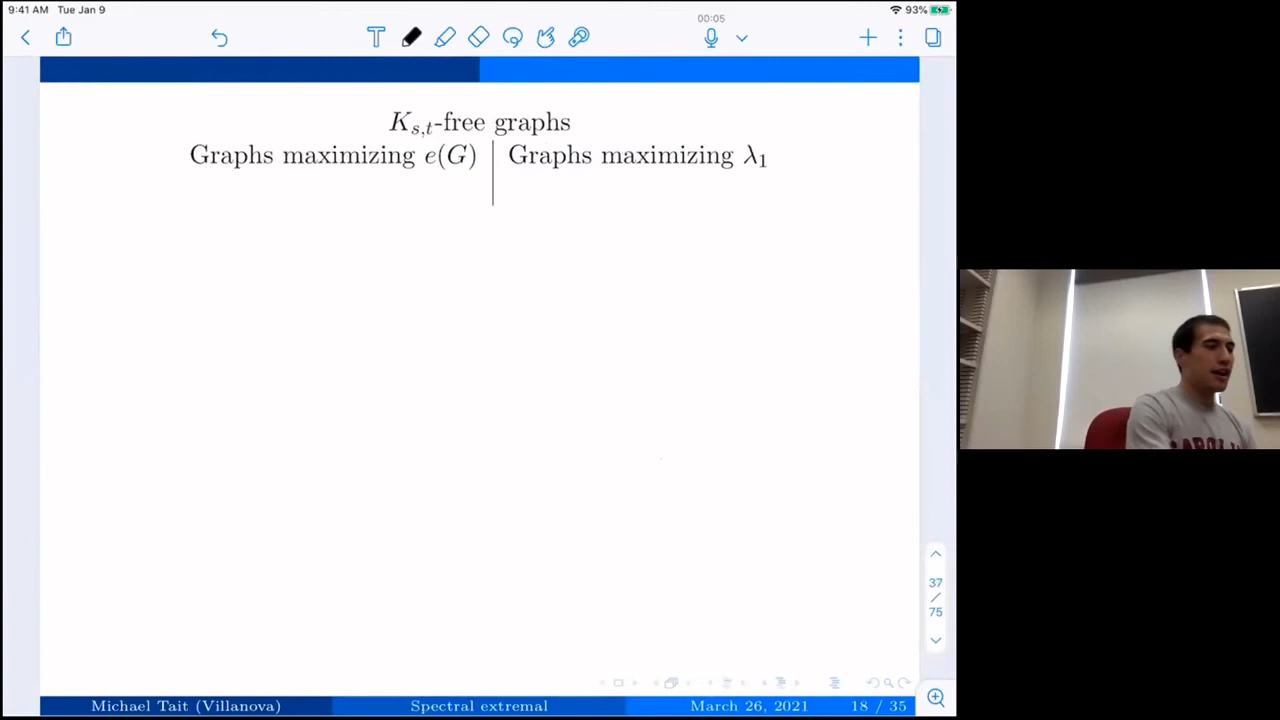 9:41 AM Tue Jan 9
93%
00:05
K_{s,t}-free graphs
Graphs maximizing e(G) | Graphs maximizing λ_1
37
/
75
Michael Tait (Villanova) Spectral extremal March 26, 2021 18 / 35